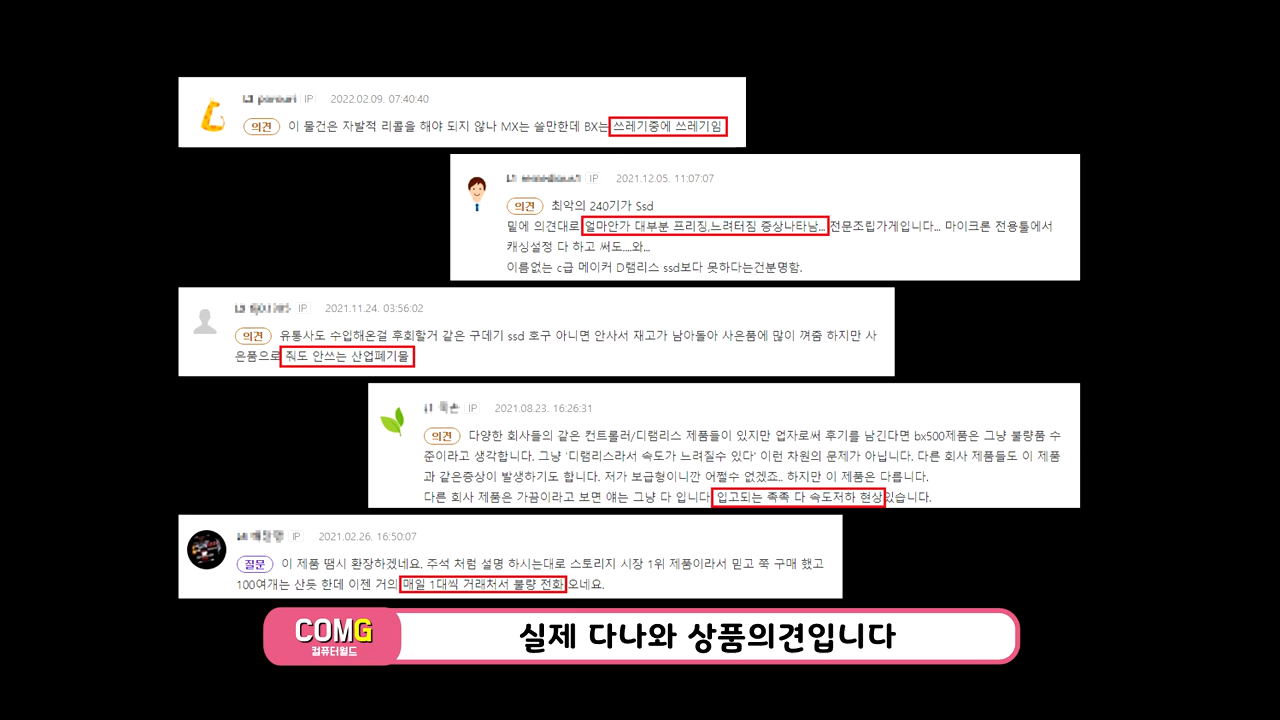 IP 2022.02.09. 07:40:40
의견 이 물건은 자발적 리콜을 해야 되지 않나 MX는 쓸만한데 BX는 쓰레기중에 쓰레기임
IP 2021.12.05. 11:07:07
의견 최악의 240기가 Ssd
밑에 의견대로 얼마안가 대부분 프리징,느려터짐 증상나타남... 전문조립가게입니다... 마이크론 전용툴에서
캐싱설정 다 하고 써도....와...
이름없는 c급 메이커 D램리스 ssd보다 못하다는건분명함.
IP 2021.11.24. 03:56:02
의견 유통사도 수입해온걸 후회할거 같은 구데기 ssd 호구 아니면 안사서 재고가 남아돌아 사은품에 많이 껴줌 하지만 사
은품으로 줘도 안쓰는 산업폐기물
IP 2021.08.23. 16:26:31
의견 다양한 회사들의 같은 컨트롤러/디램리스 제품들이 있지만 업자로써 후기를 남긴다면 bx500제품은 그냥 불량품 수
준이라고 생각합니다. 그냥 '디램리스라서 속도가 느려질수 있다' 이런 차원의 문제가 아닙니다. 다른 회사 제품들도 이 제품
과 같은증상이 발생하기도 합니다. 저가 보급형이니깐 어쩔수 없겠죠.. 하지만 이 제품은 다릅니다.
다른 회사 제품은 가끔이라고 보면 얘는 그냥 다 입니다 입고되는 족족 다 속도저하 현상있습니다.
IP 2021.02.26. 16:50:07
질문 이 제품 땜시 환장하겠네요. 주석 처럼 설명 하시는대로 스토리지 시장 1위 제품이라서 믿고 쭉 구매 했고
100여개는 산듯 한데 이젠 거의 매일 1대씩 거래처서 불량 전화 오네요.
COMG
컴퓨터월드
실제 다나와 상품의견입니다